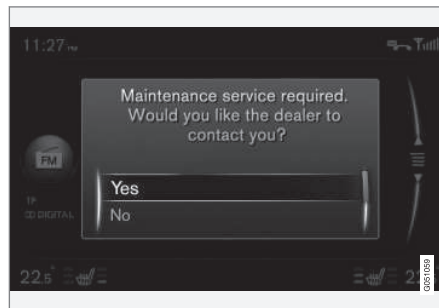 11:27
Maintenance service required.
Would you like the dealer to
contact you?
FM
Yes
TP
No
DIGITAL
22.5
22
G051059